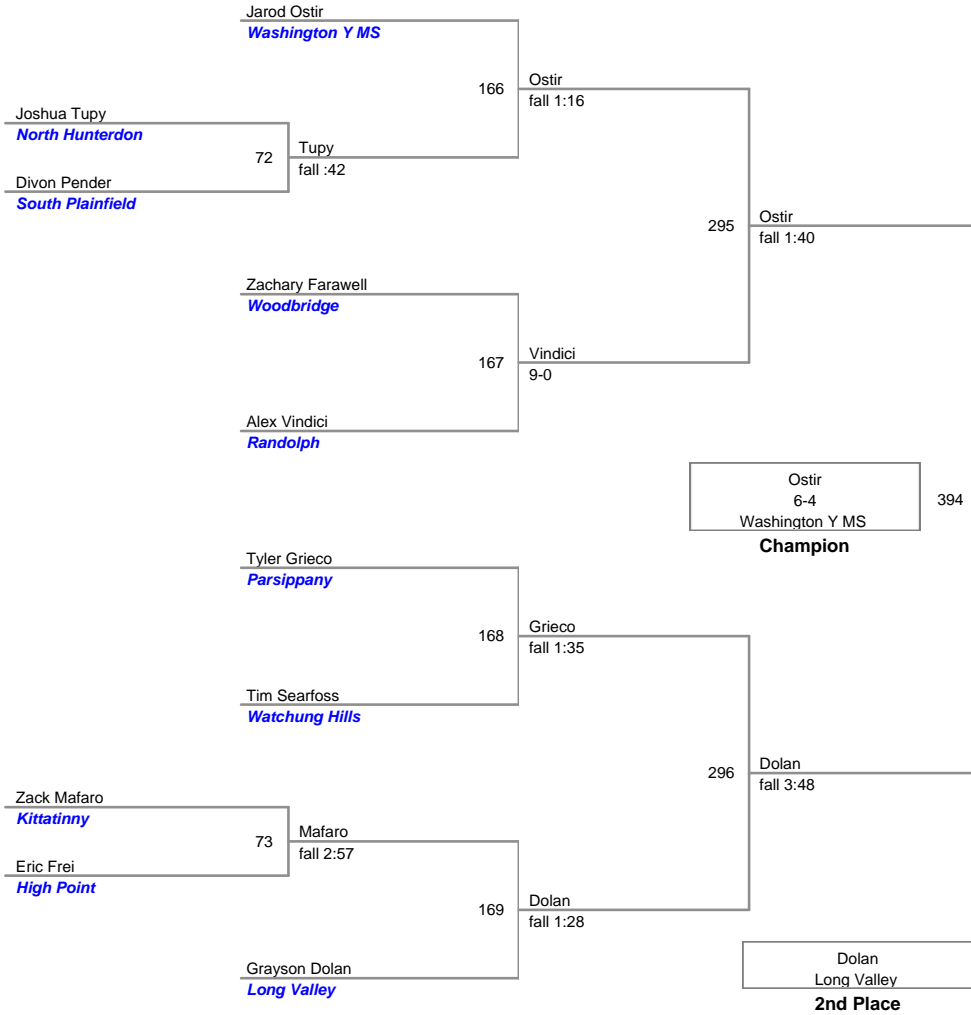 Jarod Ostir
Washington Y MS
166
Ostir
fall 1:16
Joshua Tupy
North Hunterdon
72
Tupy
fall :42
Divon Pender
South Plainfield
295
Ostir
fall 1:40
Zachary Farawell
Woodbridge
167
Vindici
9-0
Alex Vindici
Randolph
Ostir
6-4
Washington Y MS
394
Champion
Tyler Grieco
Parsippany
168
Grieco
fall 1:35
Tim Searfoss
Watchung Hills
296
Dolan
fall 3:48
Zack Mafaro
Kittatinny
73
Mafaro
fall 2:57
Eric Frei
High Point
169
Dolan
fall 1:28
Grayson Dolan
Long Valley
Dolan
Long Valley
2nd Place